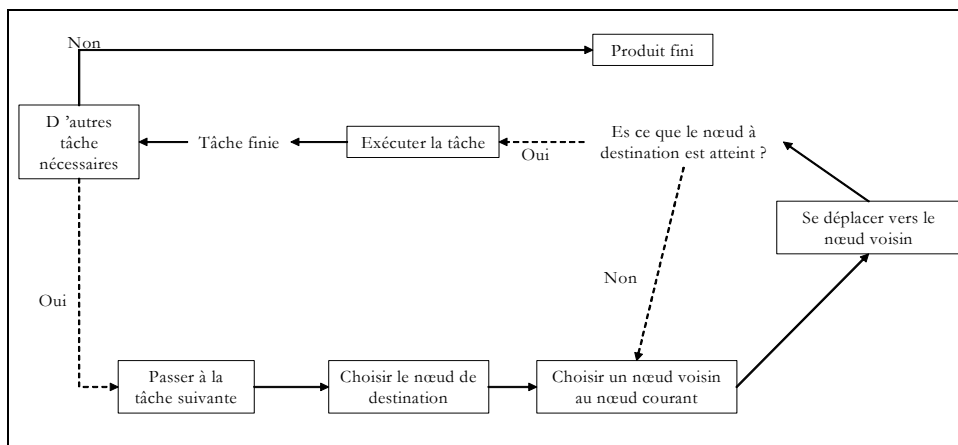 Non
Produit fini
D ’autres
tâche
nécessaires
Tâche finie
Exécuter la tâche
Oui
Es ce que le nœud à
destination est atteint ?
Se déplacer vers le
nœud voisin
Non
Oui
Passer à la
tâche suivante
Choisir le nœud de
destination
Choisir un nœud voisin
au nœud courant